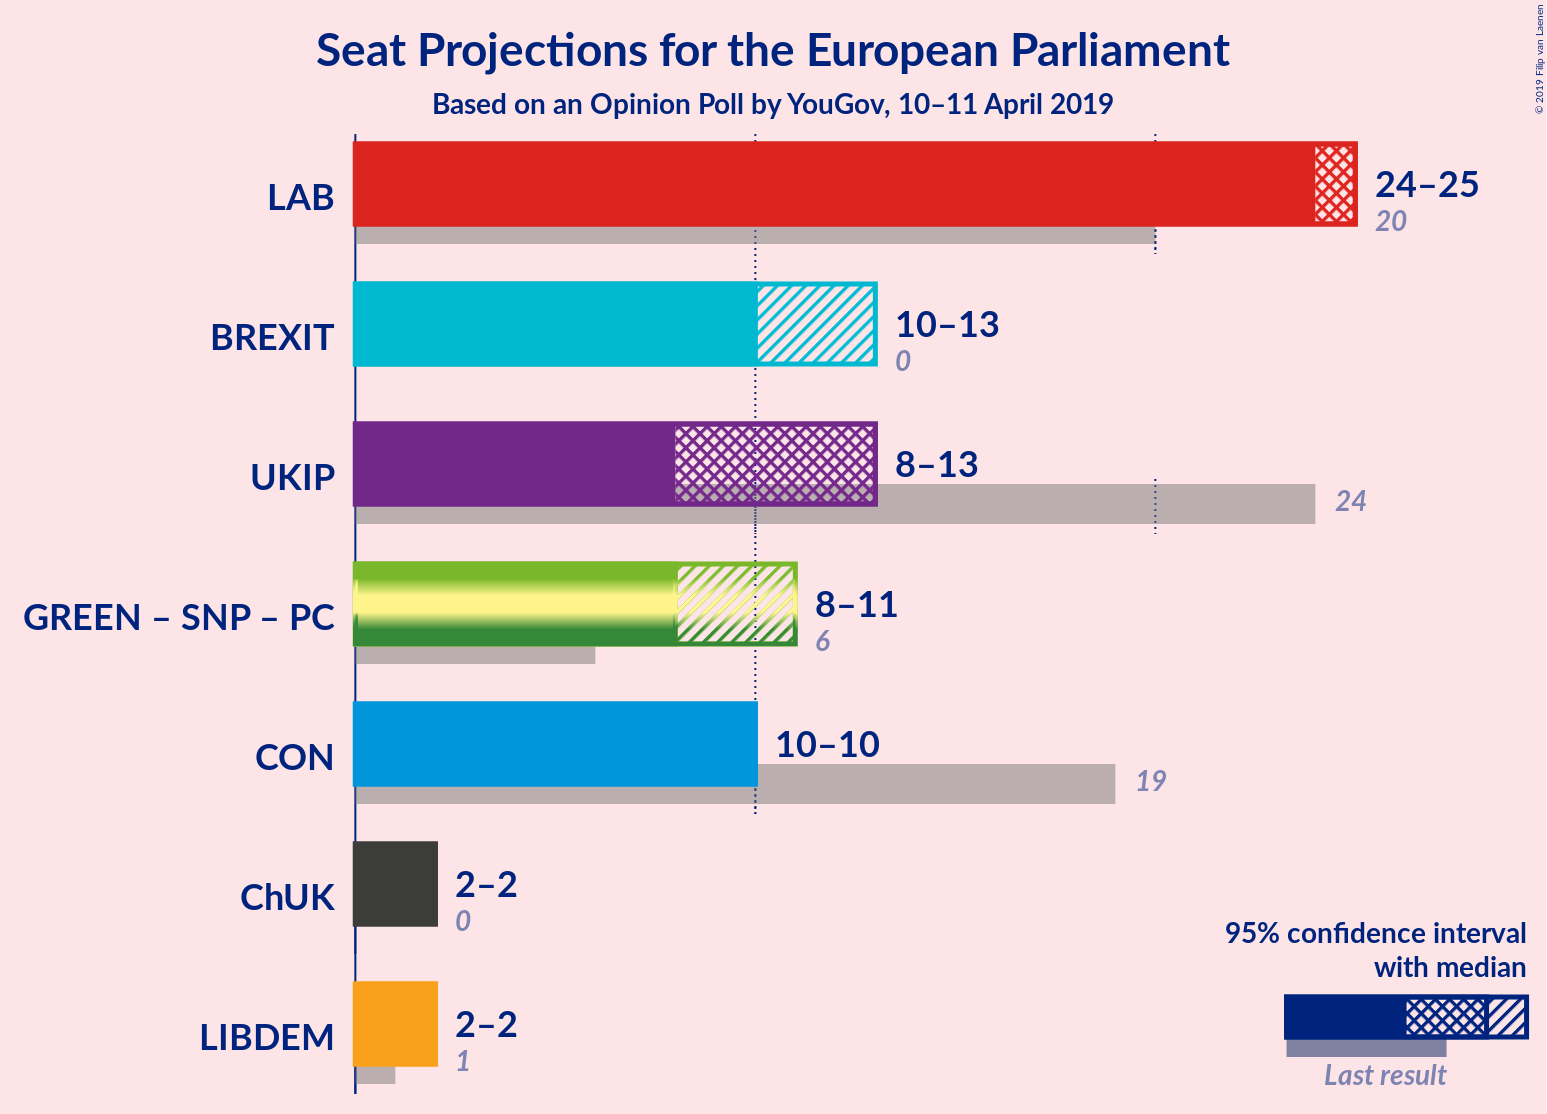 Seat Projections for the European Parliament
Based on an Opinion Poll by YouGov, 10–11 April 2019
© 2019 Filip van Laenen
LAB
24–25
20
BREXIT
10–13
0
UKIP
8–13
24
GREEN – SNP – PC
8–11
6
CON
10–10
19
ChUK
2–2
0
LIBDEM
2–2
1
95% confidence interval
with median
Last result